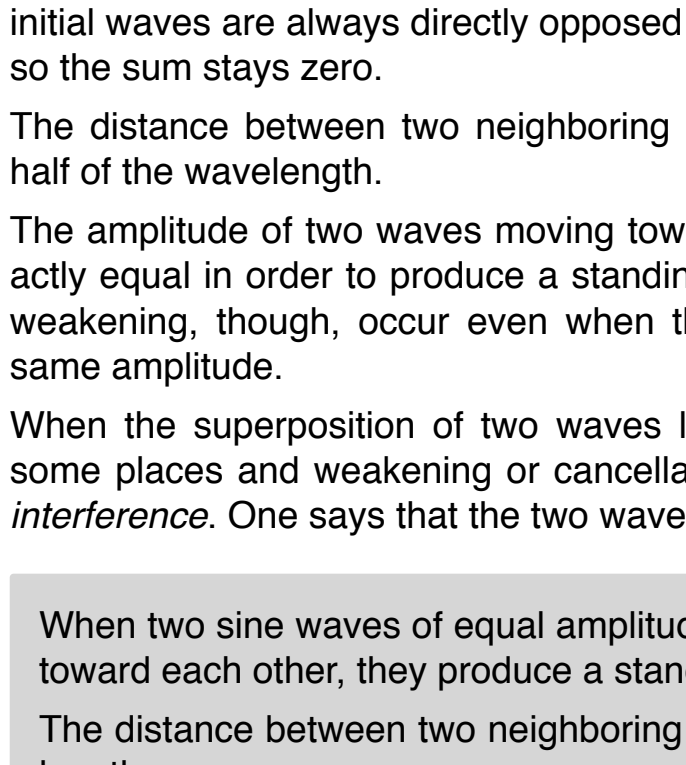 initial waves are always directly opposed
so the sum stays zero.
The distance between two neighboring
half of the wavelength.
The amplitude of two waves moving tow
actly equal in order to produce a standin
weakening, though, occur even when th
same amplitude.
When the superposition of two waves l
some places and weakening or cancella
interference. One says that the two wave
When two sine waves of equal amplitud
toward each other, they produce a stan
The distance between two neighboring